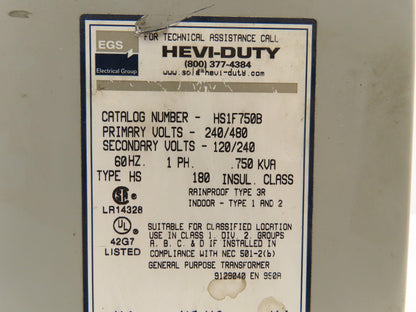 FOR TECHNICAL ASSISTANCE CALL
EGS
Electrical Group
HEVI-DUTY
(800) 377-4384
www.sola@hevi-duty.com
CATALOG NUMBER - HS1F750B
PRIMARY VOLTS - 240/480
SECONDARY VOLTS - 120/240
60HZ. 1 PH. .750 KVA
TYPE HS 180 INSUL. CLASS
RAINPROOF TYPE 3R
INDOOR - TYPE 1 AND 2
LR14328
SUITABLE FOR CLASSIFIED LOCATION
USE IN CLASS 1. DIV. 2. GROUPS
A. B. C. & D IF INSTALLED IN
COMPLIANCE WITH NEC 501-2(b)
UL
42G7
LISTED
GENERAL PURPOSE TRANSFORMER
9129040 EN 950A